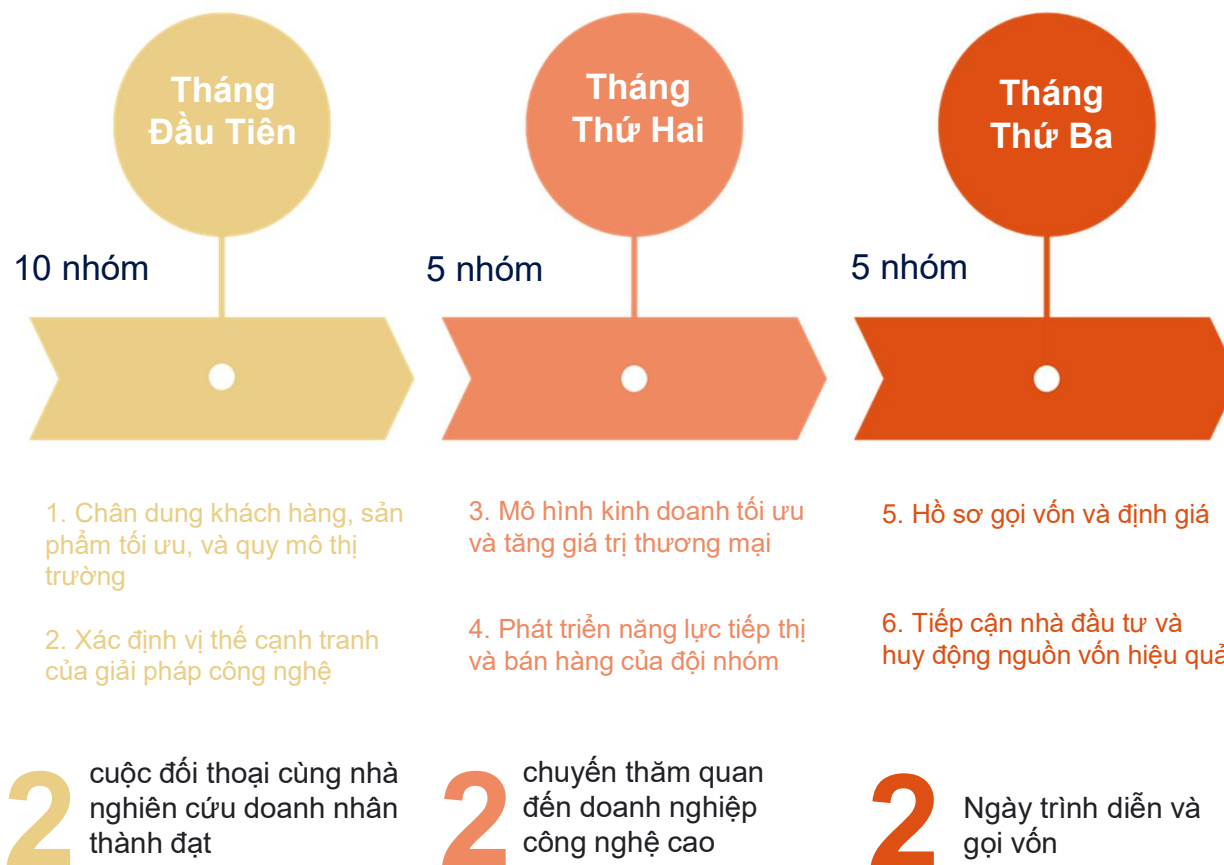 Tháng
Đầu Tiên
10 nhóm
1. Chân dung khách hàng, sản
phẩm tối ưu, và quy mô thị
trường
2. Xác định vị thế cạnh tranh
của giải pháp công nghệ
2
cuộc đối thoại cùng nhà
nghiên cứu doanh nhân
thành đạt
Tháng
Thứ Hai
5 nhóm
3. Mô hình kinh doanh tối ưu
và tăng giá trị thương mại
4. Phát triển năng lực tiếp thị
và bán hàng của đội nhóm
2
chuyến thăm quan
đến doanh nghiệp
công nghệ cao
Tháng
Thứ Ba
5 nhóm
5. Hồ sơ gọi vốn và định giá
6. Tiếp cận nhà đầu tư và
huy động nguồn vốn hiệu quả
2
Ngày trình diễn và
gọi vốn